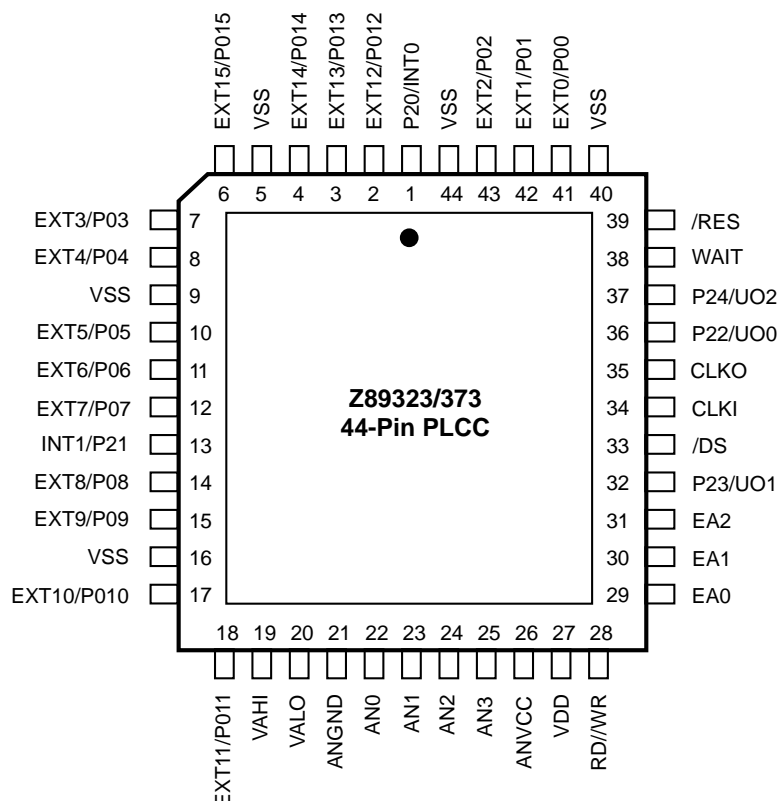 EXT15/P015
VSS
EXT14/P014
EXT13/P013
EXT12/P012
P20/INT0
VSS
EXT2/P02
EXT1/P01
EXT0/P00
VSS
6 5 4 3 2 1 44 43 42 41 40
EXT3/P03 7 39 /RES
EXT4/P04 8 38 WAIT
VSS 9 37 P24/UO2
EXT5/P05 10 36 P22/UO0
EXT6/P06 11 35 CLKO
EXT7/P07 12 34 CLKI
INT1/P21 13 33 /DS
EXT8/P08 14 32 P23/UO1
EXT9/P09 15 31 EA2
VSS 16 30 EA1
EXT10/P010 17 29 EA0
Z89323/373
44-Pin PLCC
18 19 20 21 22 23 24 25 26 27 28
EXT11/P011
VAHI
VALO
ANGND
AN0
AN1
AN2
AN3
ANVCC
VDD
RD//WR